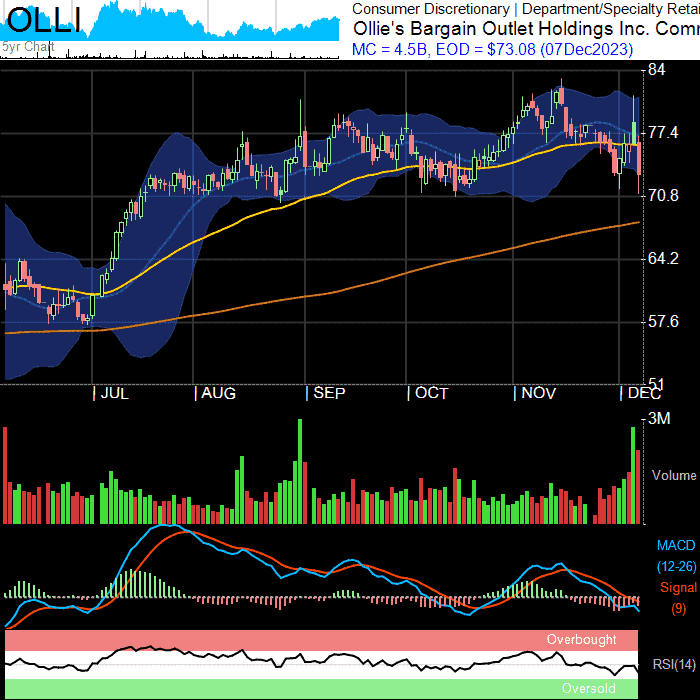 OLLI
5yr Chart
Consumer Discretionary | Department/Specialty Retai
Ollie's Bargain Outlet Holdings Inc. Comm
MC = 4.5B, EOD = $73.08 (07Dec2023)
84
77.4
70.8
64.2
57.6
51
JUL AUG SEP OCT NOV DEC
3M
Volume
MACD
(12-26)
Signal
(9)
Overbought
RSI(14)
Oversold